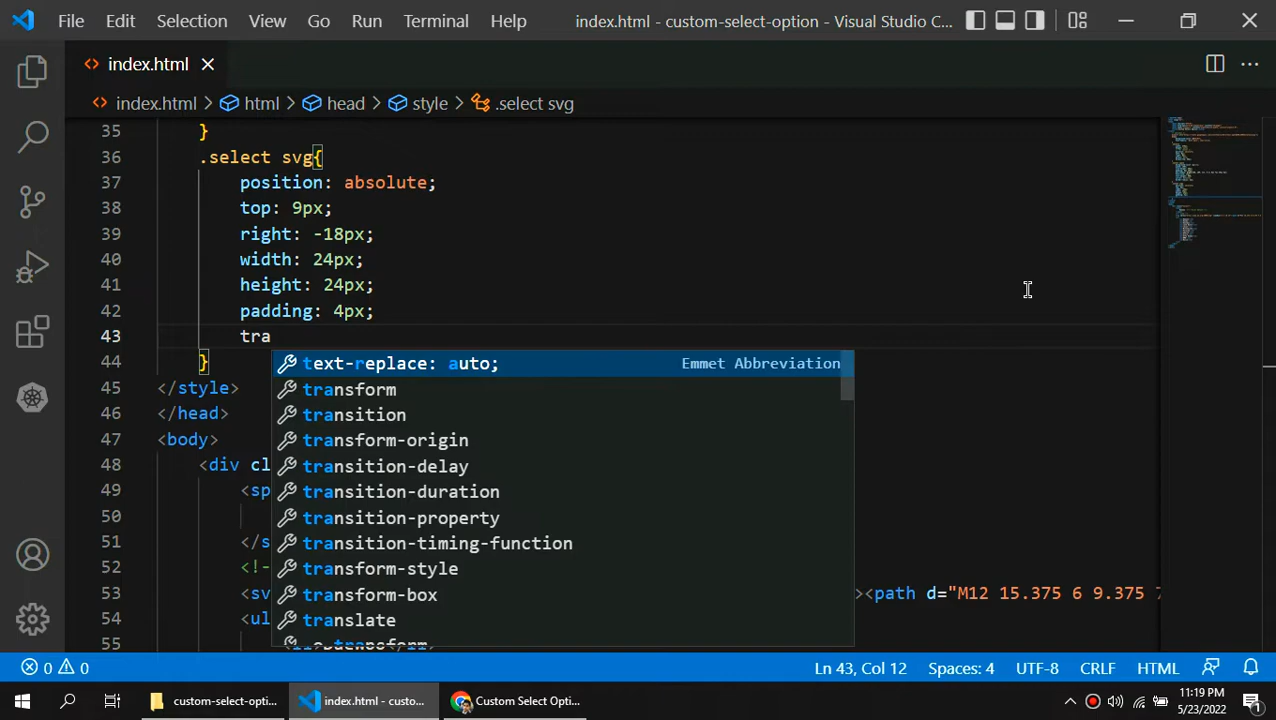 File Edit Selection View Go Run Terminal Help index.html - custom-select-option - Visual Studio C...
index.html
index.html > html > head > style > .select svg
35 }
36 .select svg{
37 position: absolute;
38 top: 9px;
39 right: -18px;
40 width: 24px;
41 height: 24px;
42 padding: 4px;
43 tra
44 }
45 </style>
46 </head>
47 <body>
48 <div cl
49 <sp
50
51 </s
52 <!-
53 <sv ><path d="M12 15.375 6 9.375 7
54 <ul
55
text-replace: auto; Emmet Abbreviation
transform
transition
transform-origin
transition-delay
transition-duration
transition-property
transition-timing-function
transform-style
transform-box
translate
0 0 Ln 43, Col 12 Spaces: 4 UTF-8 CRLF HTML
custom-select-opti... index.html - custo... Custom Select Opti... 11:19 PM
5/23/2022 1